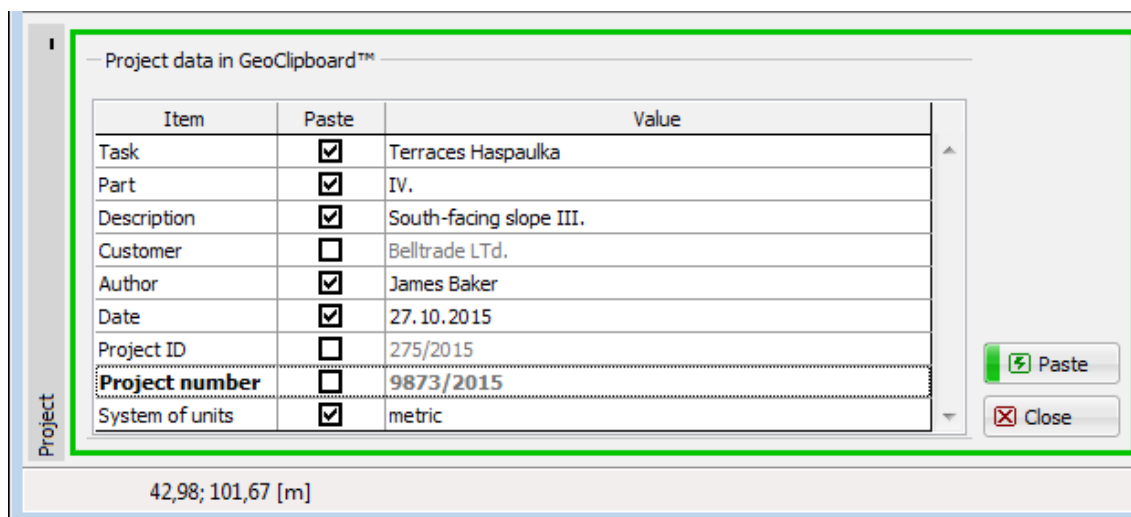 Project data in GeoClipboard™
Item Paste Value
Task Terraces Haspaulka
Part IV.
Description South-facing slope III.
Customer Belltrade LTd.
Author James Baker
Date 27.10.2015
Project ID 275/2015
Project number 9873/2015
System of units metric
Paste
Close
Project
42,98; 101,67 [m]